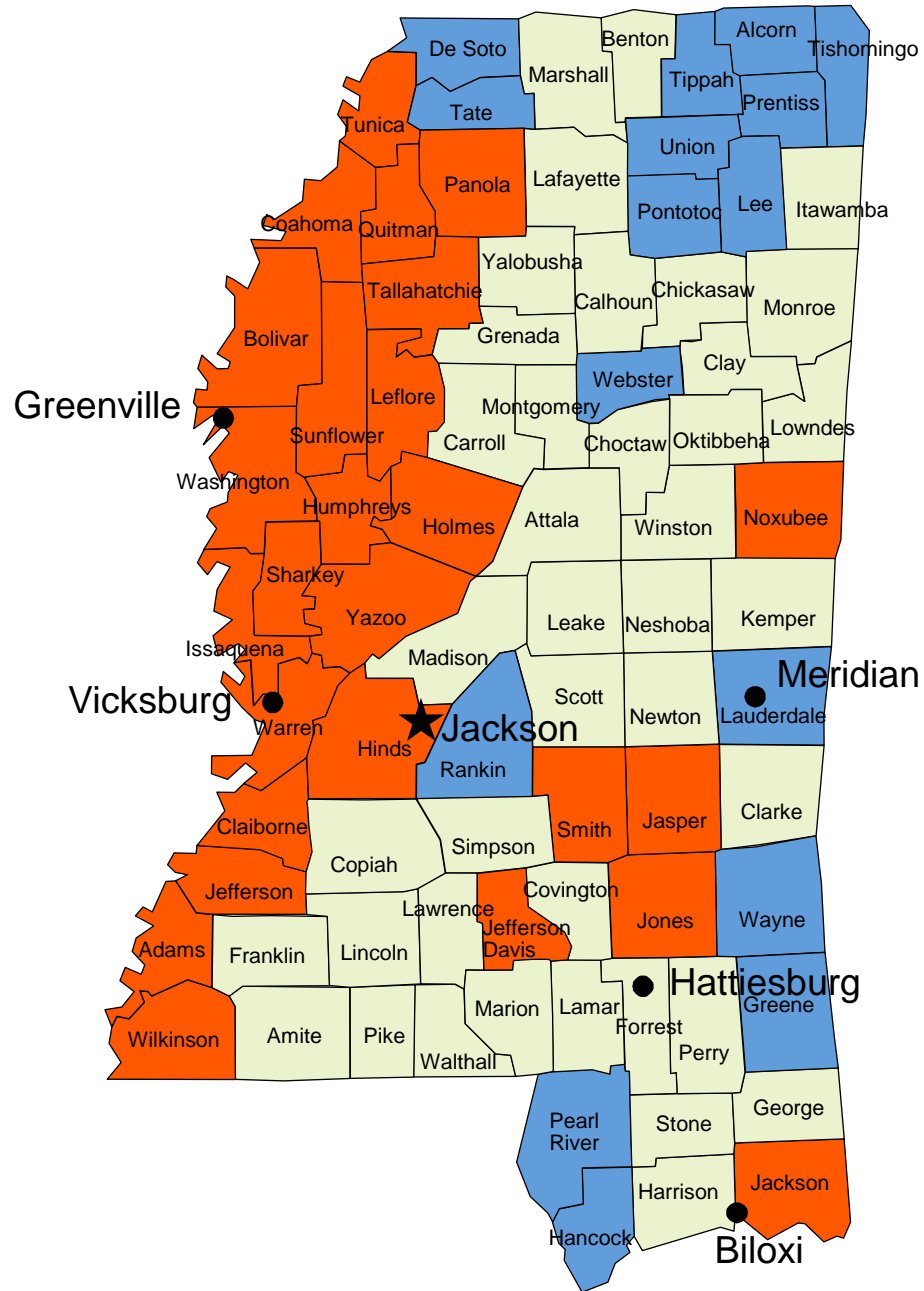 Benton
Alcorn
De Soto
Tishomingo
Marshall
Tippah
Prentiss
Tate
Tunica
Union
Panola
Lafayette
Pontotoc
Lee
Itawamba
Coahoma
Quitman
Yalobusha
Tallahatchie
Calhoun
Chickasaw
Monroe
Bolivar
Grenada
Clay
Webster
Leflore
Greenville
Montgomery
Lowndes
Sunflower
Carroll
Choctaw
Oktibbeha
Washington
Humphreys
Holmes
Attala
Winston
Noxubee
Sharkey
Yazoo
Leake
Neshoba
Kemper
Issaquena
Madison
Scott
Meridian
Vicksburg
Newton
Lauderdale
Warren
Jackson
Hinds
Rankin
Clarke
Claiborne
Smith
Jasper
Simpson
Copiah
Jefferson
Covington
Lawrence
Jones
Wayne
Jefferson
Davis
Adams
Franklin
Lincoln
Hattiesburg
Marion
Lamar
Greene
Forrest
Wilkinson
Amite
Pike
Perry
Walthall
George
Pearl
River
Stone
Jackson
Harrison
Hancock
Biloxi